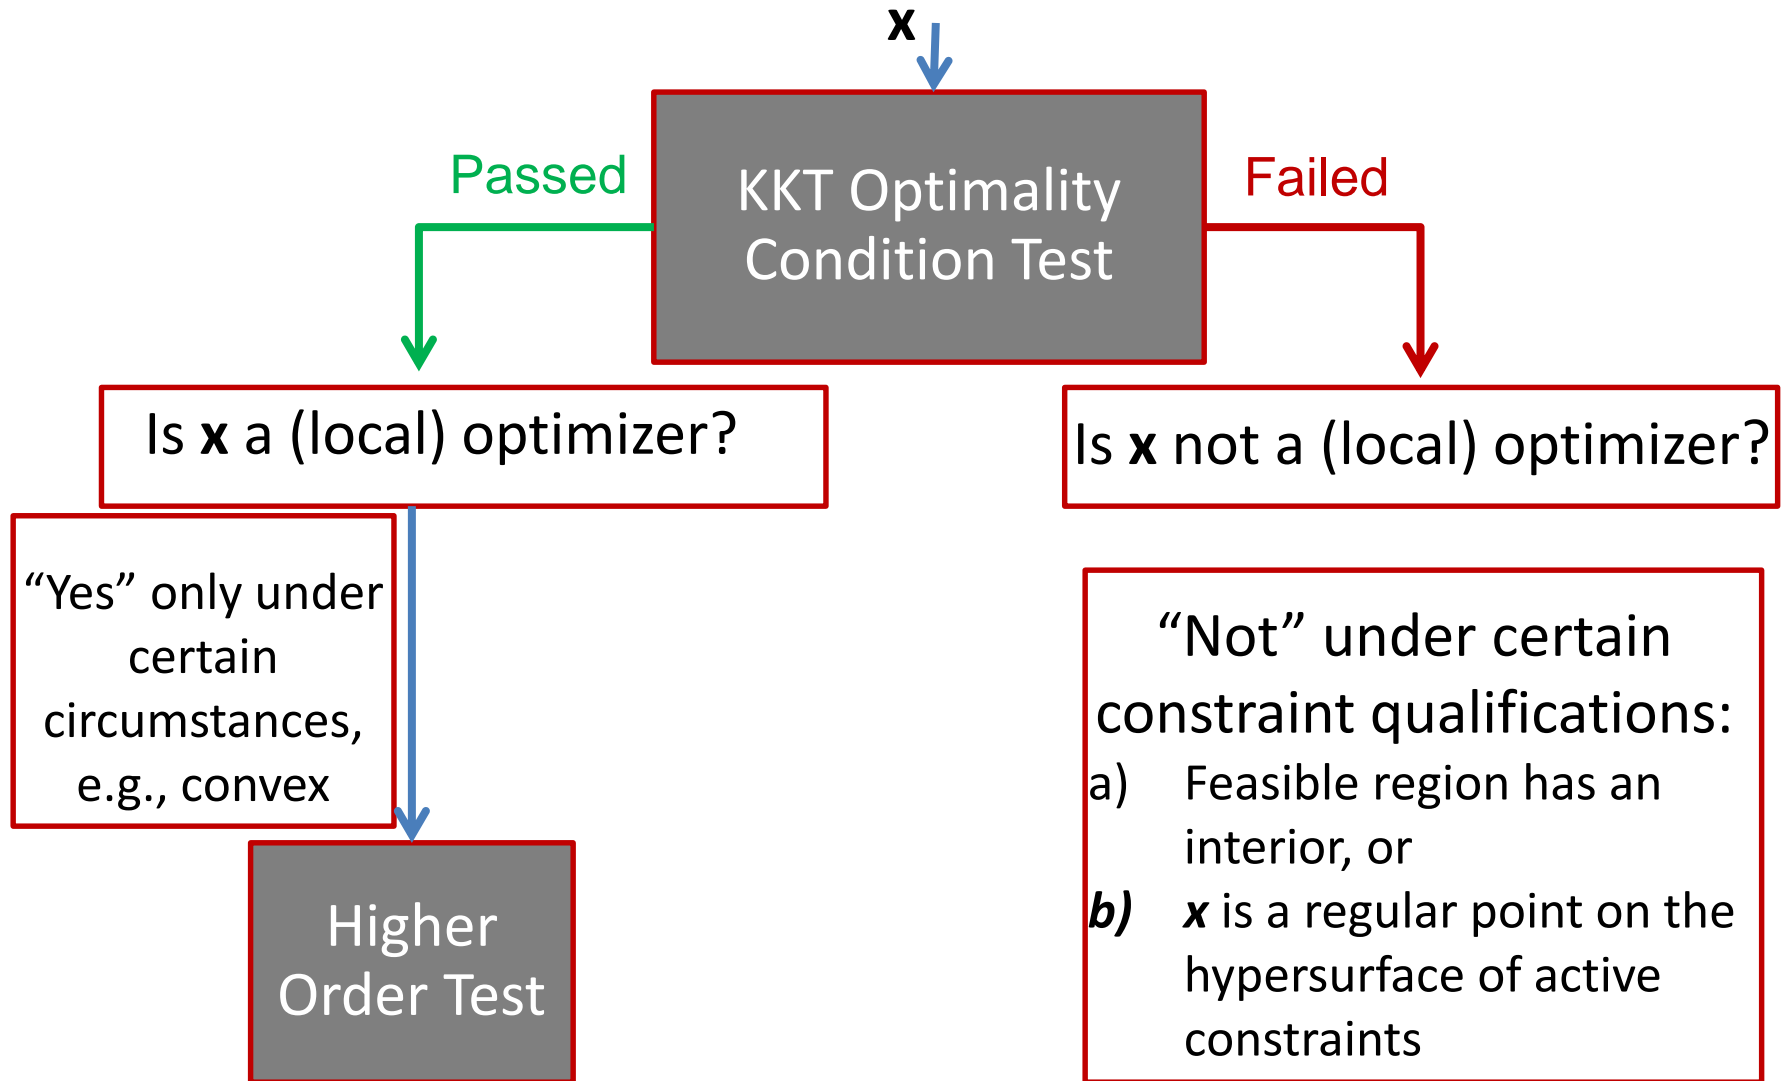 x
Passed
KKT Optimality
Condition Test
Failed
Is x a (local) optimizer?
Is x not a (local) optimizer?
“Yes” only under
certain
circumstances,
e.g., convex
“Not” under certain
constraint qualifications:
a) Feasible region has an
interior, or
b) x is a regular point on the
hypersurface of active
constraints
Higher
Order Test